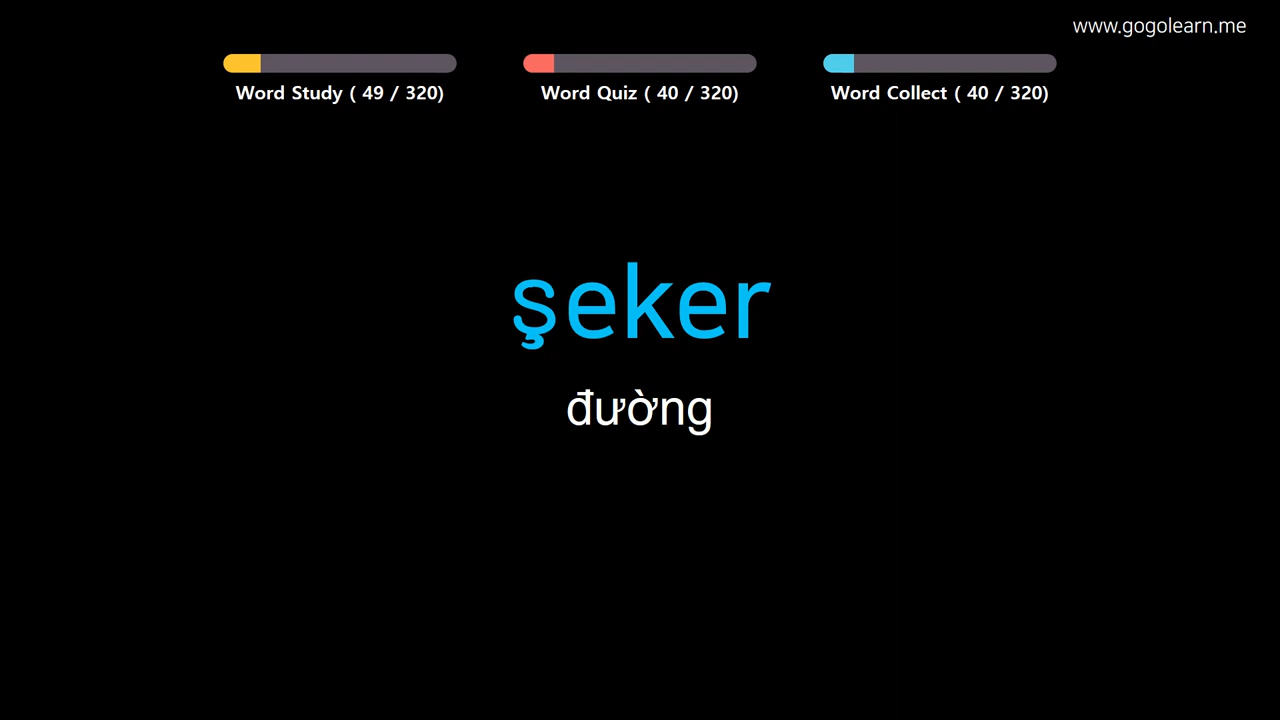 www.gogolearn.me
Word Study ( 49 / 320)
Word Quiz ( 40 / 320)
Word Collect ( 40 / 320)
şeker
đường